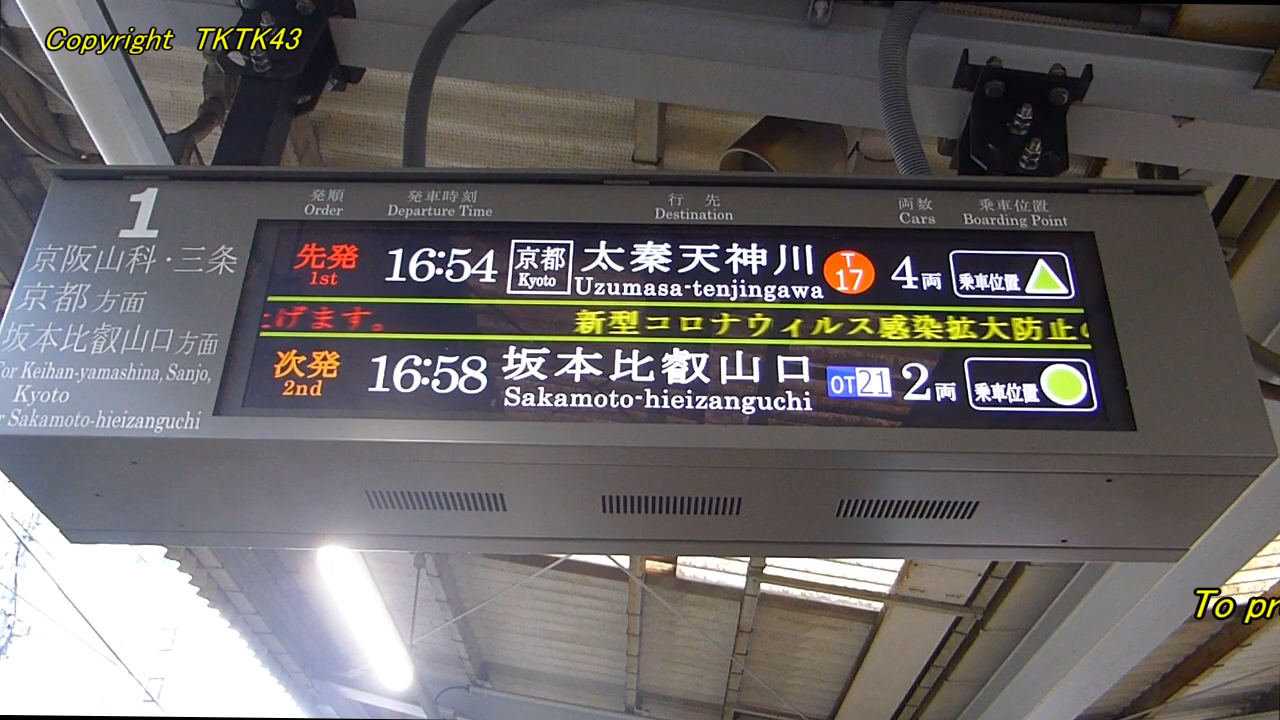 Copyright TKTK43
1
京阪山科・三条
京都方面
坂本比叡山口方面
for Keihan-yamashina, Sanjo,
Kyoto
Sakamoto-hieizanguchi
発順 発車時刻 行先 両数 乗車位置
Order Departure Time Destination Cars Boarding Point
先発 16:54 京都 太秦天神川 T 4両 乗車位置
1st Kyoto Uzumasa-tenjingawa 17
げます。 新型コロナウィルス感染拡大防止
次発 16:58 坂本比叡山口 OT21 2両 乗車位置
2nd Sakamoto-hieizanguchi
To